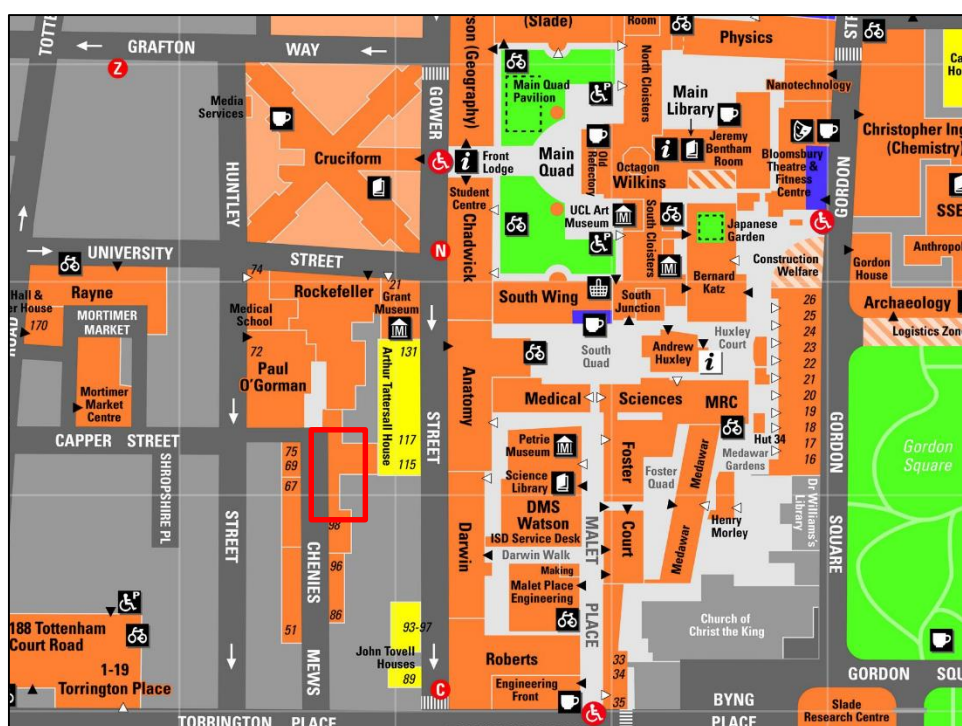 TOTTE
GRAFTON WAY
Z
Media
Services
Cruciform
HUNTLEY
GOWER
rson (Geography)
(Slade)
Room
Physics
STR
Ca
Ho
Main Quad
Pavilion
North Cloisters
Main
Library
Nanotechnology
i
Front
Lodge
Main
Quad
Old
Refectory
i
Jeremy
Bentham
Room
Octagon
Wilkins
Bloomsbury
Theatre &
Fitness
Centre
Christopher Ing
(Chemistry)
GORDON
SSE
Student
Centre
Chadwick
UCL Art
Museum
South Cloisters
Japanese
Garden
N
UNIVERSITY STREET
Construction
Welfare
Anthropo
Gordon
House
Bernard
Katz
Hall &
er House
170
ROAD
Rayne
MORTIMER
MARKET
74
Rockefeller
21
Grant
Museum
South Wing
South
Junction
Archaeology
Logistics Zone
Medical
School
72
Paul
O'Gorman
131
Arthur Tattersall House
117
115
STREET
Anatomy
South
Quad
Andrew
Huxley
i
Huxley
Court
26
25
24
23
22
21
20
19
18
17
16
Mortimer
Market
Centre
Medical Sciences
MRC
CAPPER STREET
SHROPSHIRE PL
75
69
67
Petrie
Museum
Science
Library
Foster
Court
Foster
Quad
Medawar
Medawar
Hut 34
Medawar
Gardens
Gordon
Square
GORDON
SQUARE
Dr Williams's
Library
STREET
98
CHENIES
MEWS
96
86
51
Darwin
DMS
Watson
ISD Service Desk
Darwin Walk
MALET
PLACE
Henry
Morley
Making
Malet Place
Engineering
Church of
Christ the King
188 Tottenham
Court Road
1-19
Torrington Place
93-97
John Tovell
Houses
89
C
Roberts
Engineering
Front
33
34
35
GORDON SQU
BYNG
PLACE
Slade
Research Centre
TORRINGTON PLACE